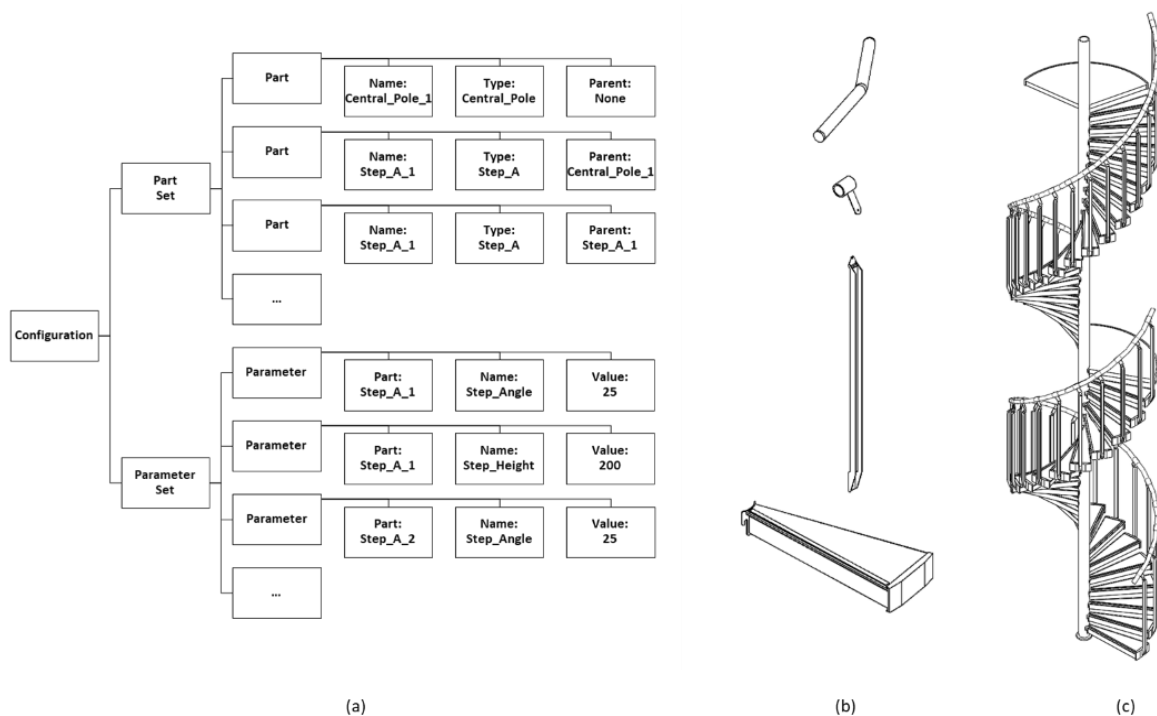 Part
Name:
Central_Pole_1
Type:
Central_Pole
Parent:
None
Part
Name:
Step_A_1
Type:
Step_A
Parent:
Central_Pole_1
Part
Set
Part
Name:
Step_A_1
Type:
Step_A
Parent:
Step_A_1
...
Configuration
Parameter
Part:
Step_A_1
Name:
Step_Angle
Value:
25
Parameter
Part:
Step_A_1
Name:
Step_Height
Value:
200
Parameter
Set
Parameter
Part:
Step_A_2
Name:
Step_Angle
Value:
25
...
(a)
(b)
(c)